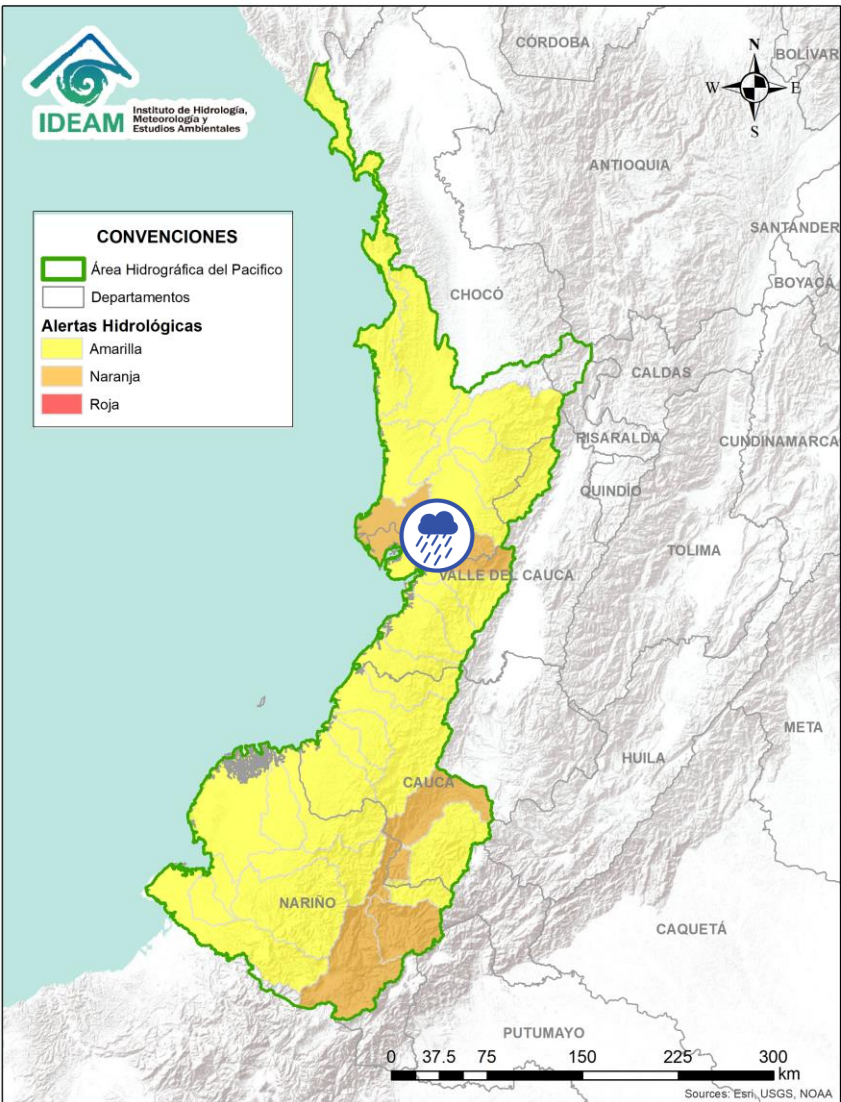 IDEAM
Instituto de Hidrología,
Meteorología y
Estudios Ambientales
CONVENCIONES
Área Hidrográfica del Pacifico
Departamentos
Alertas Hidrológicas
Amarilla
Naranja
Roja
N
W
E
S
CÓRDOBA
BOLÍVAR
ANTIOQUIA
SANTANDER
BOYACÁ
CHOCÓ
CALDAS
RISARALDA
CUNDINAMARCA
QUINDÍO
TOLIMA
VALLE DEL CAUCA
META
HUILA
CAUCA
NARIÑO
CAQUETÁ
PUTUMAYO
0 37.5 75 150 225 300
km
Sources: Esri, USGS, NOAA